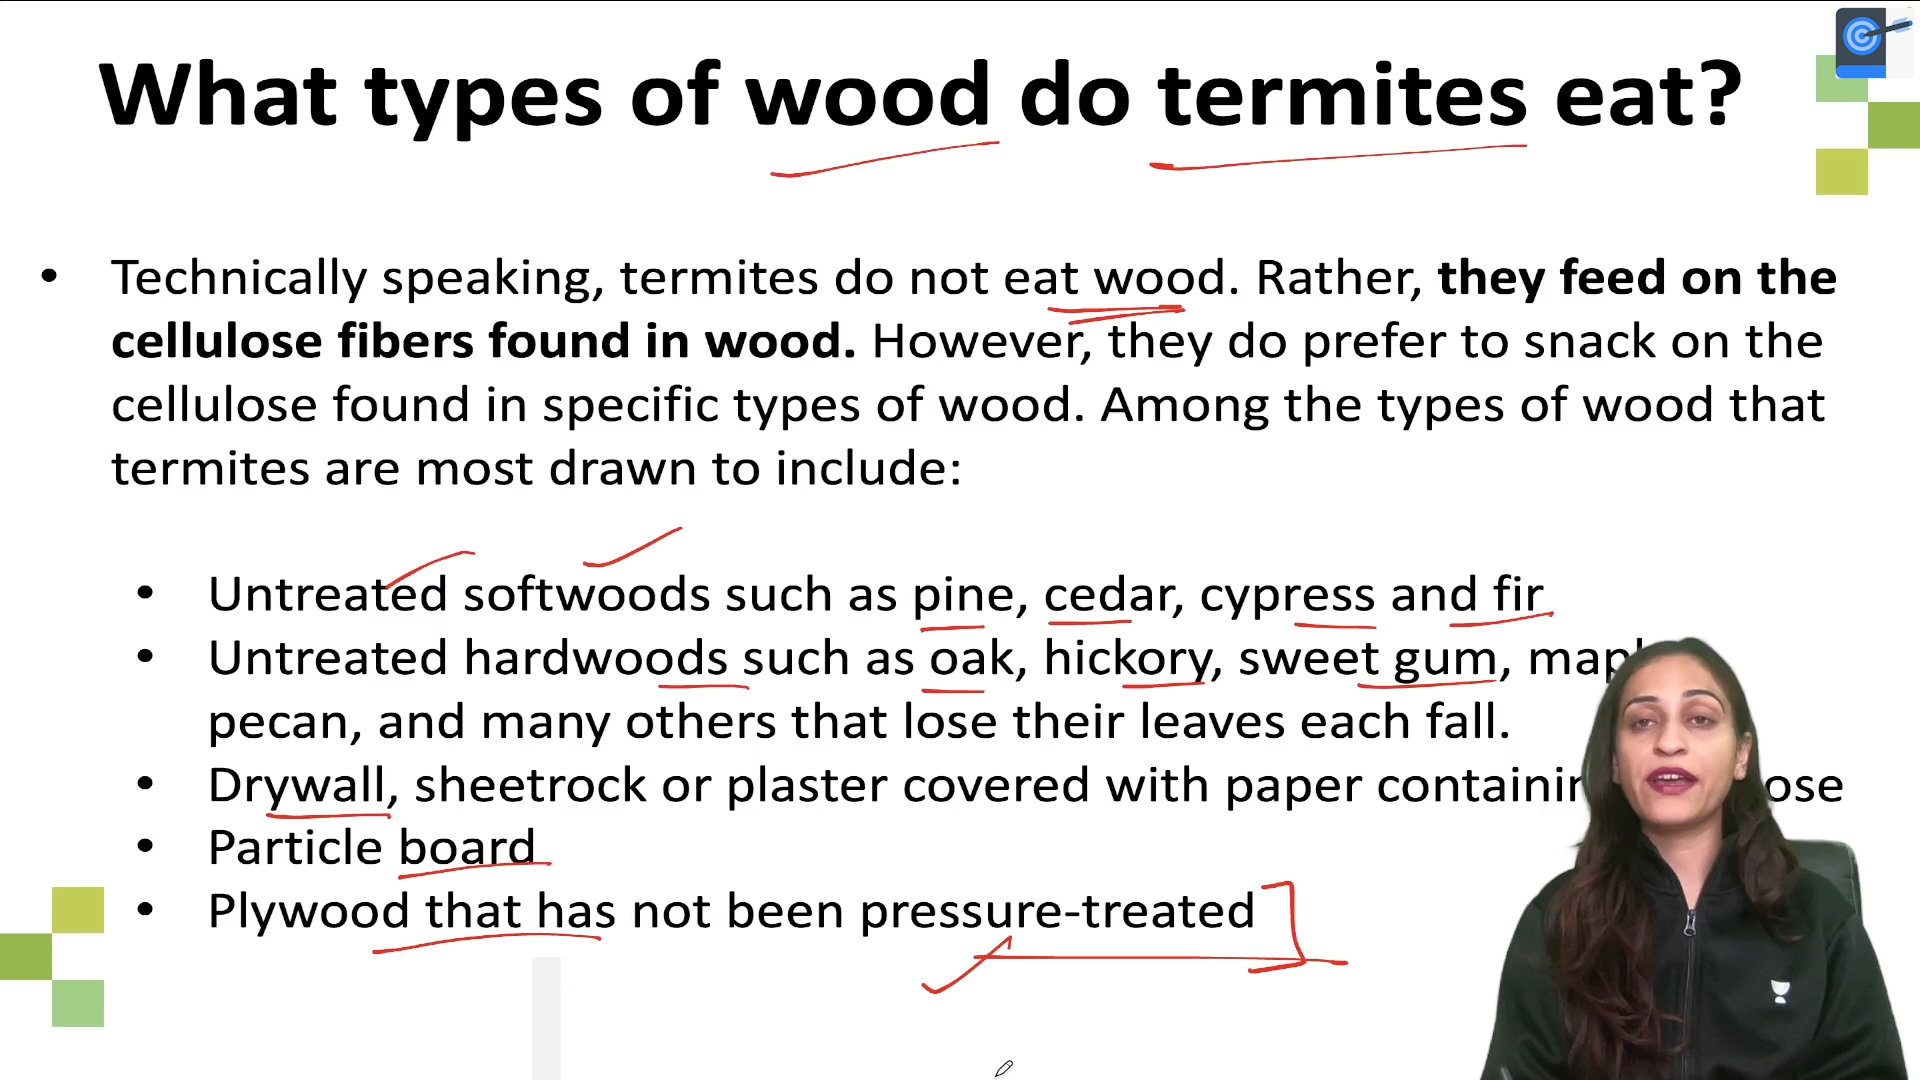 What types of wood do termites eat?
• Technically speaking, termites do not eat wood. Rather, they feed on the
cellulose fibers found in wood. However, they do prefer to snack on the
cellulose found in specific types of wood. Among the types of wood that
termites are most drawn to include:
• Untreated softwoods such as pine, cedar, cypress and fir
• Untreated hardwoods such as oak, hickory, sweet gum,
pecan, and many others that lose their leaves each fall.
• Drywall, sheetrock or plaster covered with paper
• Particle board
• Plywood that has not been pressure-treated